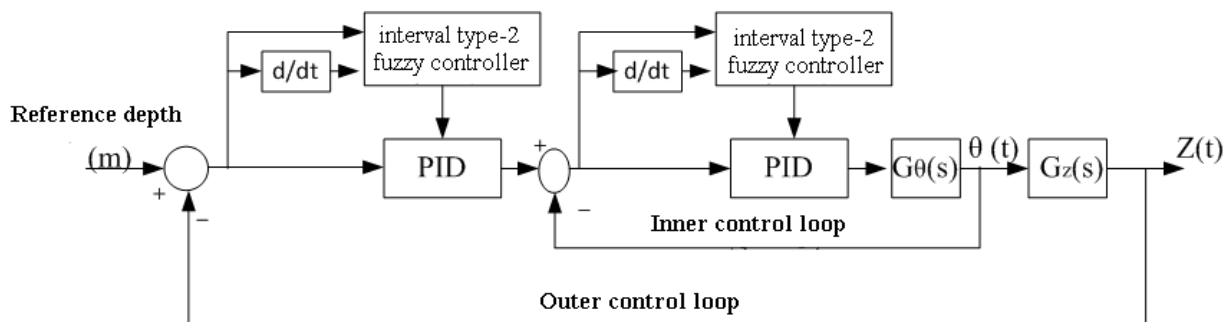 interval type-2
fuzzy controller
d/dt
interval type-2
fuzzy controller
d/dt
Reference depth
(m)
+
−
PID
+
−
PID
Gθ(s)
θ (t)
Gz(s)
Z(t)
Inner control loop
Outer control loop